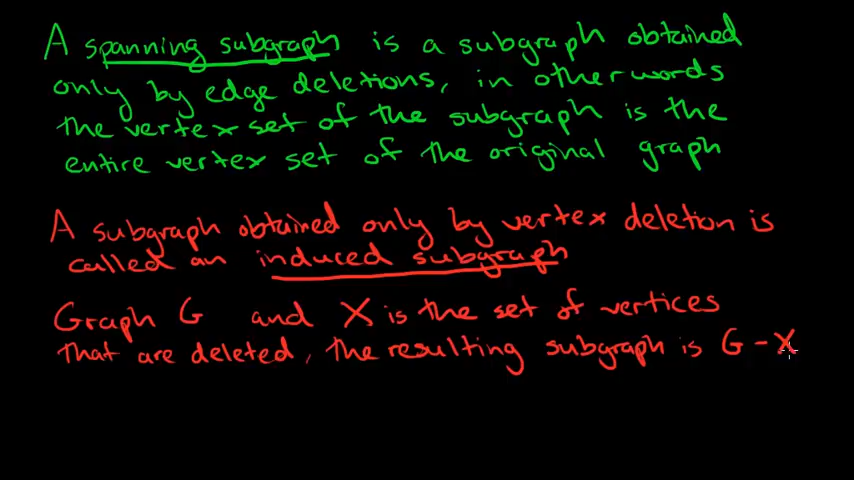 A spanning subgraph is a subgraph obtained
only by edge deletions, in other words
the vertex set of the subgraph is the
entire vertex set of the original graph
A subgraph obtained only by vertex deletion is
called an induced subgraph
Graph G and X is the set of vertices
that are deleted, the resulting subgraph is G - X